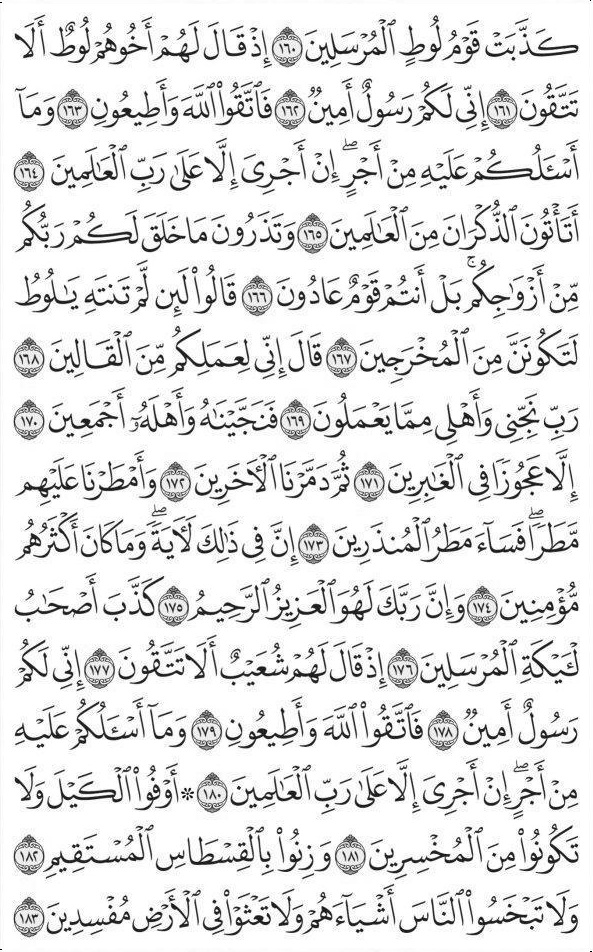 كَذَّبَتْ قَوْمُ لُوطٍ ٱلْمُرْسَلِينَ ١٦٠ إِذْ قَالَ لَهُمْ أَخُوهُمْ لُوطٌ أَلَا
تَتَّقُونَ ١٦١ إِنِّى لَكُمْ رَسُولٌ أَمِينٌ ١٦٢ فَٱتَّقُوا۟ ٱللَّهَ وَأَطِيعُونِ ١٦٣ وَمَآ
أَسْـَٔلُكُمْ عَلَيْهِ مِنْ أَجْرٍ ۖ إِنْ أَجْرِىَ إِلَّا عَلَىٰ رَبِّ ٱلْعَـٰلَمِينَ ١٦٤
أَتَأْتُونَ ٱلذُّكْرَانَ مِنَ ٱلْعَـٰلَمِينَ ١٦٥ وَتَذَرُونَ مَا خَلَقَ لَكُمْ رَبُّكُم
مِّنْ أَزْوَٰجِكُم ۚ بَلْ أَنتُمْ قَوْمٌ عَادُونَ ١٦٦ قَالُوا۟ لَئِن لَّمْ تَنتَهِ يَـٰلُوطُ
لَتَكُونَنَّ مِنَ ٱلْمُخْرَجِينَ ١٦٧ قَالَ إِنِّى لِعَمَلِكُم مِّنَ ٱلْقَالِينَ ١٦٨
رَبِّ نَجِّنِى وَأَهْلِى مِمَّا يَعْمَلُونَ ١٦٩ فَنَجَّيْنَـٰهُ وَأَهْلَهُۥٓ أَجْمَعِينَ ١٧٠
إِلَّا عَجُوزًا فِى ٱلْغَـٰبِرِينَ ١٧١ ثُمَّ دَمَّرْنَا ٱلْـَٔاخَرِينَ ١٧٢ وَأَمْطَرْنَا عَلَيْهِم
مَّطَرًا ۖ فَسَآءَ مَطَرُ ٱلْمُنذَرِينَ ١٧٣ إِنَّ فِى ذَٰلِكَ لَـَٔايَةً ۖ وَمَا كَانَ أَكْثَرُهُم
مُّؤْمِنِينَ ١٧٤ وَإِنَّ رَبَّكَ لَهُوَ ٱلْعَزِيزُ ٱلرَّحِيمُ ١٧٥ كَذَّبَ أَصْحَـٰبُ
لْـَٔيْكَةِ ٱلْمُرْسَلِينَ ١٧٦ إِذْ قَالَ لَهُمْ شُعَيْبٌ أَلَا تَتَّقُونَ ١٧٧ إِنِّى لَكُمْ
رَسُولٌ أَمِينٌ ١٧٨ فَٱتَّقُوا۟ ٱللَّهَ وَأَطِيعُونِ ١٧٩ وَمَآ أَسْـَٔلُكُمْ عَلَيْهِ
مِنْ أَجْرٍ ۖ إِنْ أَجْرِىَ إِلَّا عَلَىٰ رَبِّ ٱلْعَـٰلَمِينَ ١٨٠ * أَوْفُوا۟ ٱلْكَيْلَ وَلَا
تَكُونُوا۟ مِنَ ٱلْمُخْسِرِينَ ١٨١ وَزِنُوا۟ بِٱلْقِسْطَاسِ ٱلْمُسْتَقِيمِ ١٨٢
وَلَا تَبْخَسُوا۟ ٱلنَّاسَ أَشْيَآءَهُمْ وَلَا تَعْثَوْا۟ فِى ٱلْأَرْضِ مُفْسِدِينَ ١٨٣